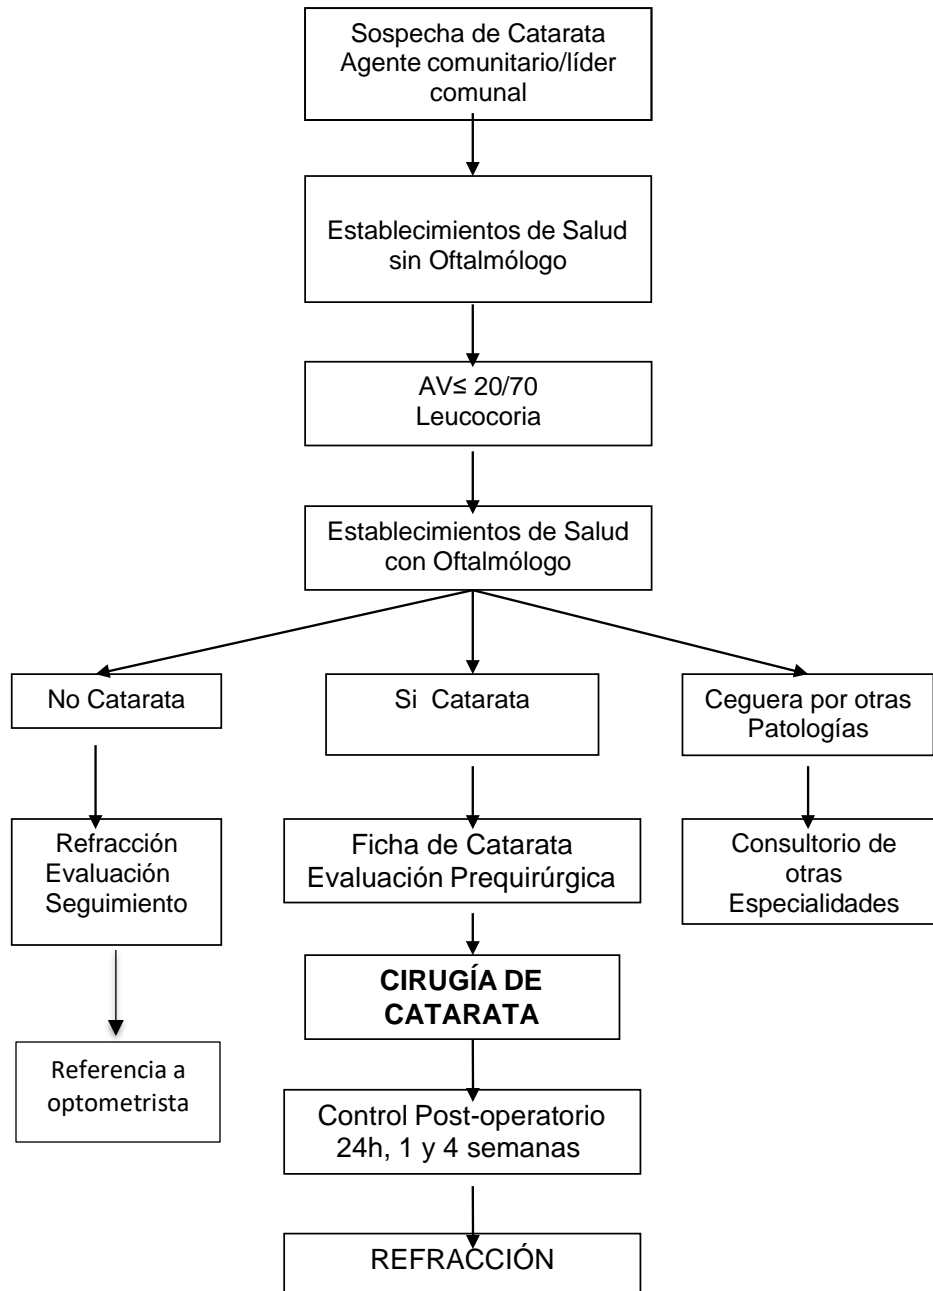 Sospecha de Catarata
Agente comunitario/líder
comunal
Establecimientos de Salud
sin Oftalmólogo
AV≤ 20/70
Leucocoria
Establecimientos de Salud
con Oftalmólogo
No Catarata
Si Catarata
Ceguera por otras
Patologías
Refracción
Evaluación
Seguimiento
Ficha de Catarata
Evaluación Prequirúrgica
Consultorio de
otras
Especialidades
CIRUGÍA DE
CATARATA
Referencia a
optometrista
Control Post-operatorio
24h, 1 y 4 semanas
REFRACCIÓN